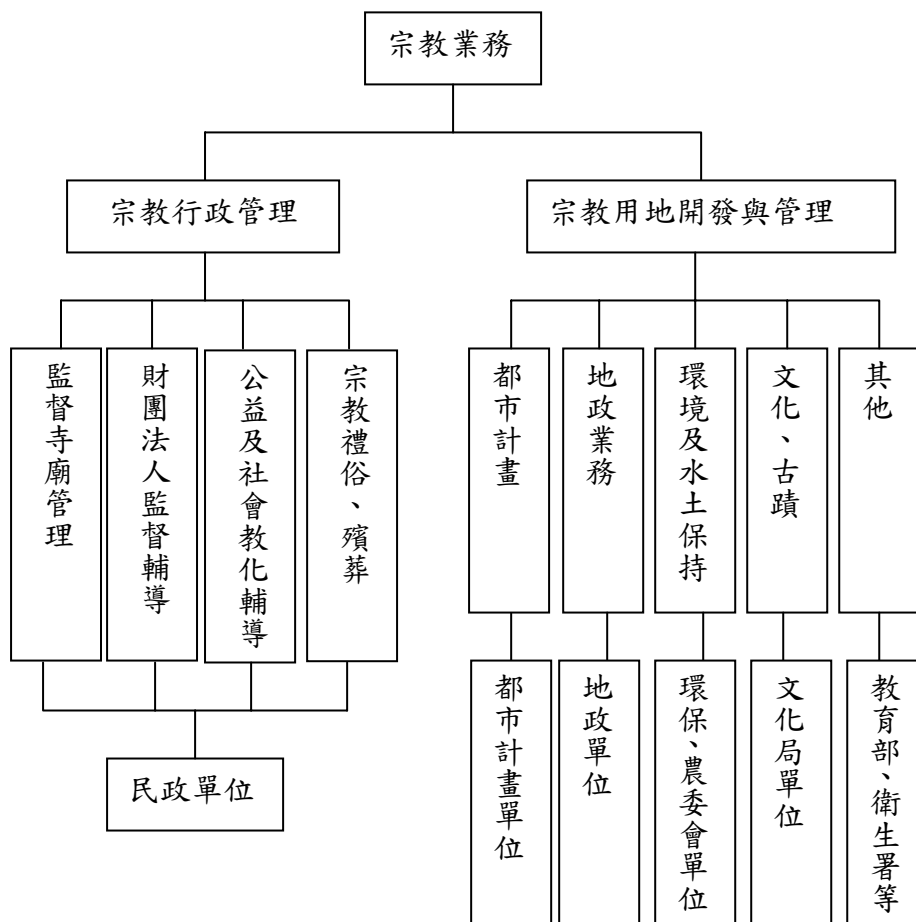 宗教業務
宗教行政管理
宗教用地開發與管理
監督寺廟管理
財團法人監督輔導
公益及社會教化輔導
宗教禮俗、殯葬
都市計畫
地政業務
環境及水土保持
文化、古蹟
其他
民政單位
都市計畫單位
地政單位
環保、農委會單位
文化局單位
教育部、衛生署等